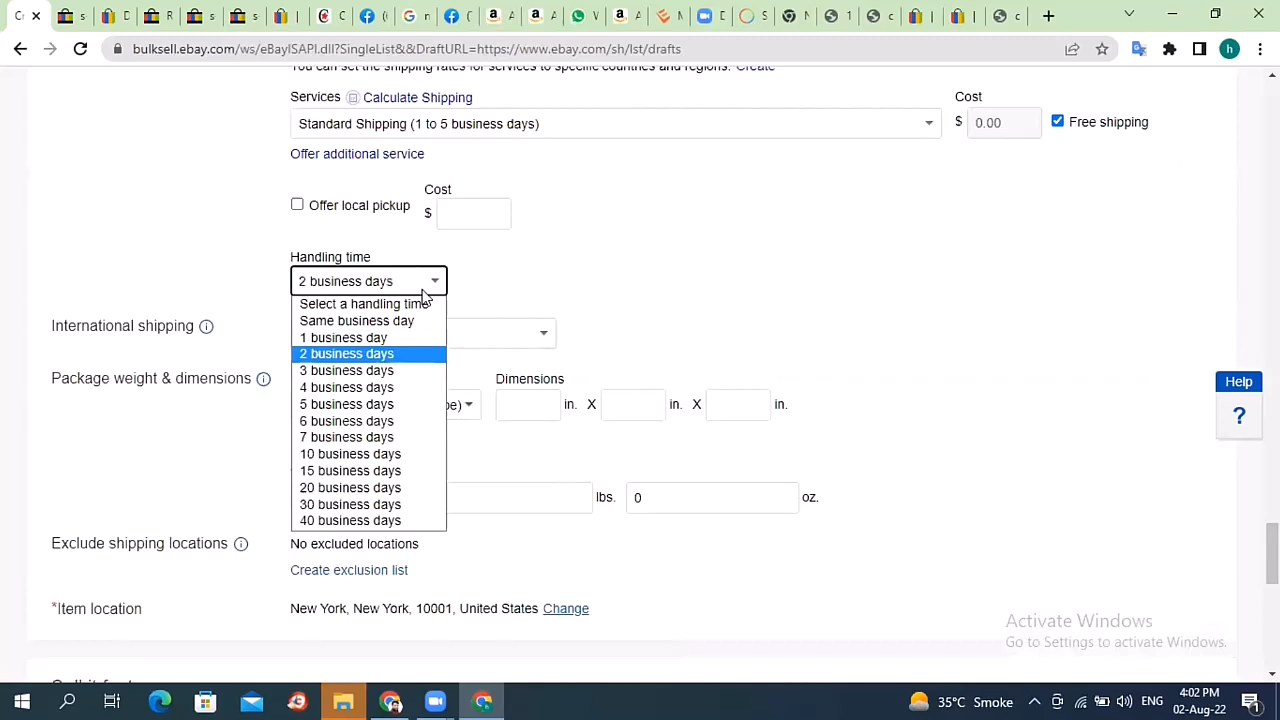 bulksell.ebay.com/ws/eBayISAPI.dll?SingleList&&DraftURL=https://www.ebay.com/sh/lst/drafts
You can set the shipping rates for services to specific countries and regions. Create
Services Calculate Shipping Cost
Standard Shipping (1 to 5 business days) $ 0.00 Free shipping
Offer additional service
Cost
Offer local pickup $
Handling time
2 business days
Select a handling time
Same business day
International shipping
1 business day
2 business days
3 business days
Package weight & dimensions Dimensions
4 business days
5 business days in. X in. X in.
6 business days
7 business days
10 business days
15 business days
20 business days
lbs. 0 oz.
30 business days
40 business days
Exclude shipping locations No excluded locations
Create exclusion list
*Item location New York, New York, 10001, United States Change
Help
?
Activate Windows
Go to Settings to activate Windows.
35°C Smoke ENG 4:02 PM
02-Aug-22